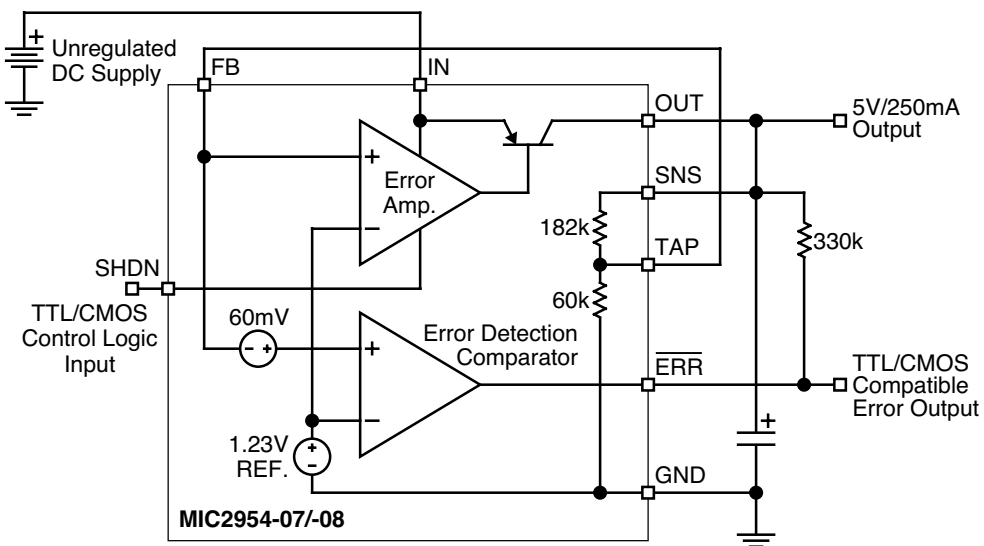 Unregulated
DC Supply
FB
IN
OUT
5V/250mA
Output
Error
Amp.
SNS
182k
330k
TAP
SHDN
60k
TTL/CMOS
Control Logic
Input
60mV
Error Detection
Comparator
ERR
TTL/CMOS
Compatible
Error Output
1.23V
REF.
GND
MIC2954-07/-08